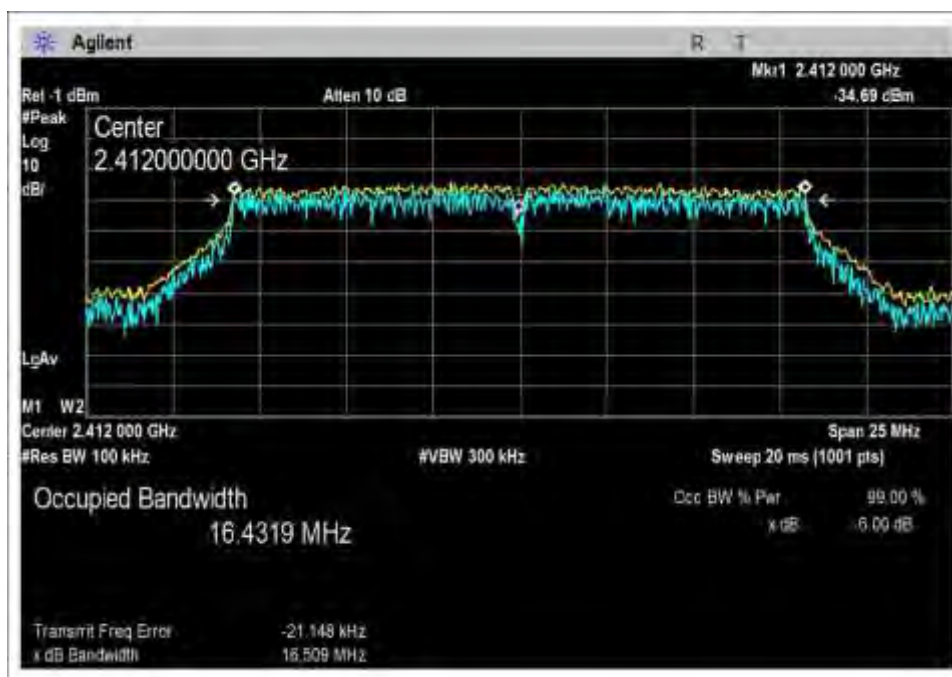 Agilent
R T
Mkr1 2.412 000 GHz
Ref -1 dBm Atten 10 dB -34.69 dBm
#Peak
Log
10
dB/
Center
2.412000000 GHz
LgAv
M1 W2
Center 2.412 000 GHz Span 25 MHz
#Res BW 100 kHz #VBW 300 kHz Sweep 20 ms (1001 pts)
Occupied Bandwidth
16.4319 MHz
Occ BW % Pwr 99.00 %
x dB -6.00 dB
Transmit Freq Error -21.148 kHz
x dB Bandwidth 16.509 MHz